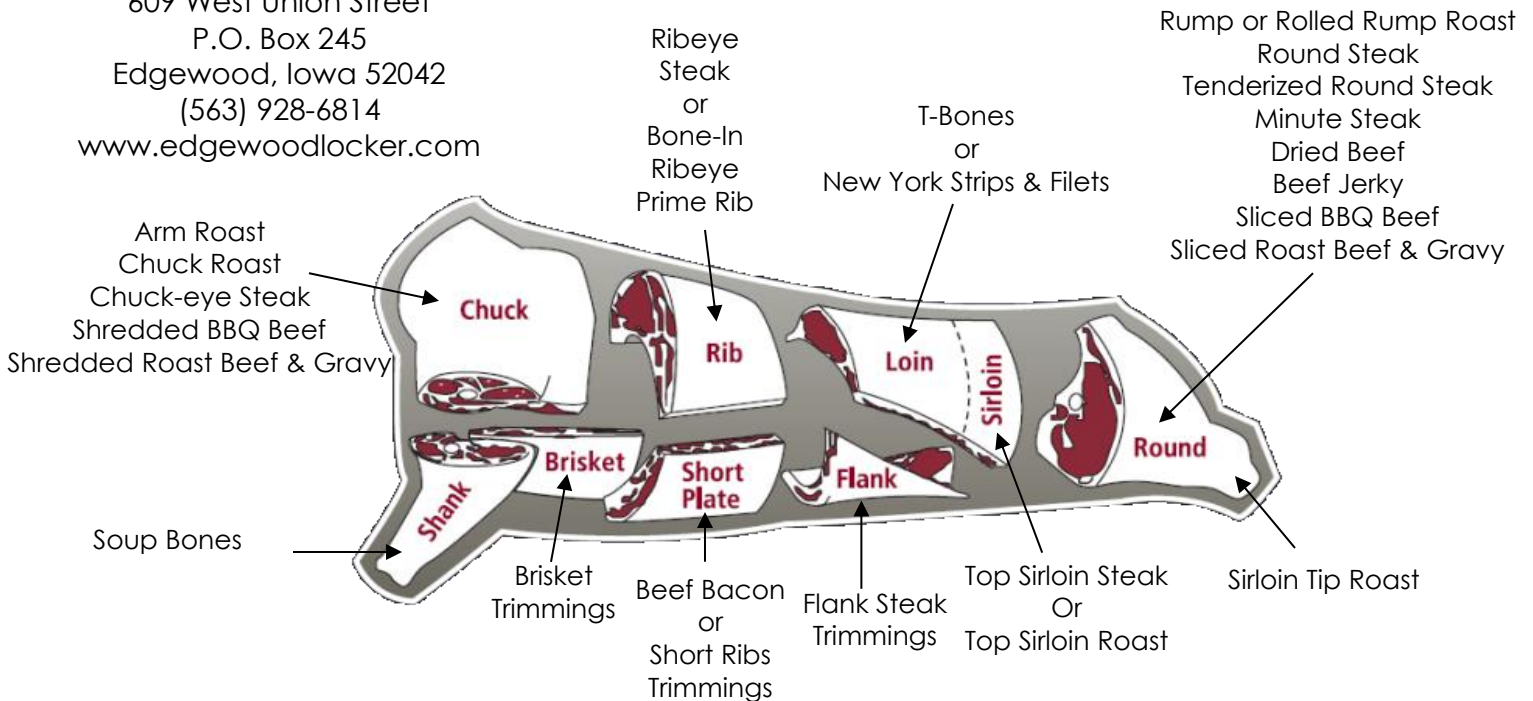 609 West Union Street
P.O. Box 245
Edgewood, Iowa 52042
(563) 928-6814
www.edgewoodlocker.com
Ribeye
Steak
or
Bone-In
Ribeye
Prime Rib
T-Bones
or
New York Strips & Filets
Rump or Rolled Rump Roast
Round Steak
Tenderized Round Steak
Minute Steak
Dried Beef
Beef Jerky
Sliced BBQ Beef
Sliced Roast Beef & Gravy
Arm Roast
Chuck Roast
Chuck-eye Steak
Shredded BBQ Beef
Shredded Roast Beef & Gravy
Chuck
Rib
Loin
Sirloin
Round
Shank
Brisket
Short
Plate
Flank
Soup Bones
Brisket
Trimmings
Beef Bacon
or
Short Ribs
Trimmings
Flank Steak
Trimmings
Top Sirloin Steak
Or
Top Sirloin Roast
Sirloin Tip Roast